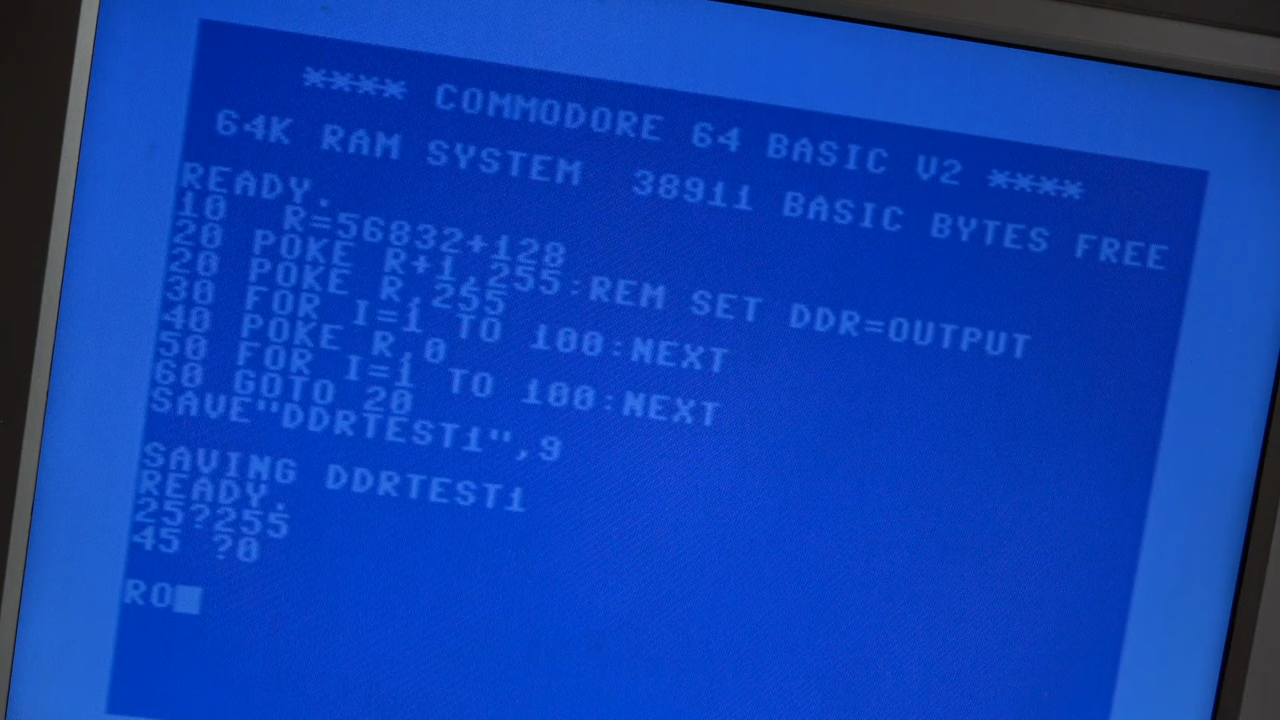 **** COMMODORE 64 BASIC V2 ****
64K RAM SYSTEM  38911 BASIC BYTES FREE
READY.
10  R=56832+128
20 POKE R+1,255:REM SET DDR=OUTPUT
20 POKE R,255
30 FOR I=1 TO 100:NEXT
40 POKE R,0
50 FOR I=1 TO 100:NEXT
60 GOTO 20
SAVE"DDRTEST1",9
SAVING DDRTEST1
READY.
25?255
45 ?0
RO